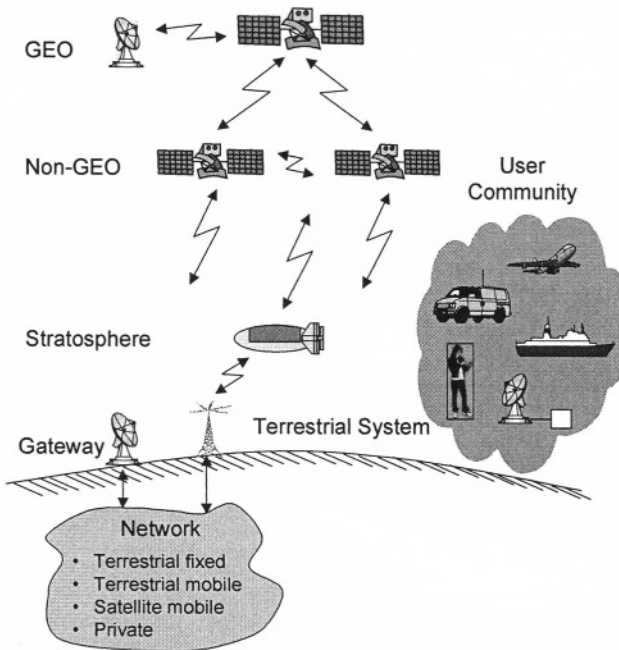 GEO
Non-GEO
User
Community
Stratosphere
Gateway
Terrestrial System
Network
• Terrestrial fixed
• Terrestrial mobile
• Satellite mobile
• Private